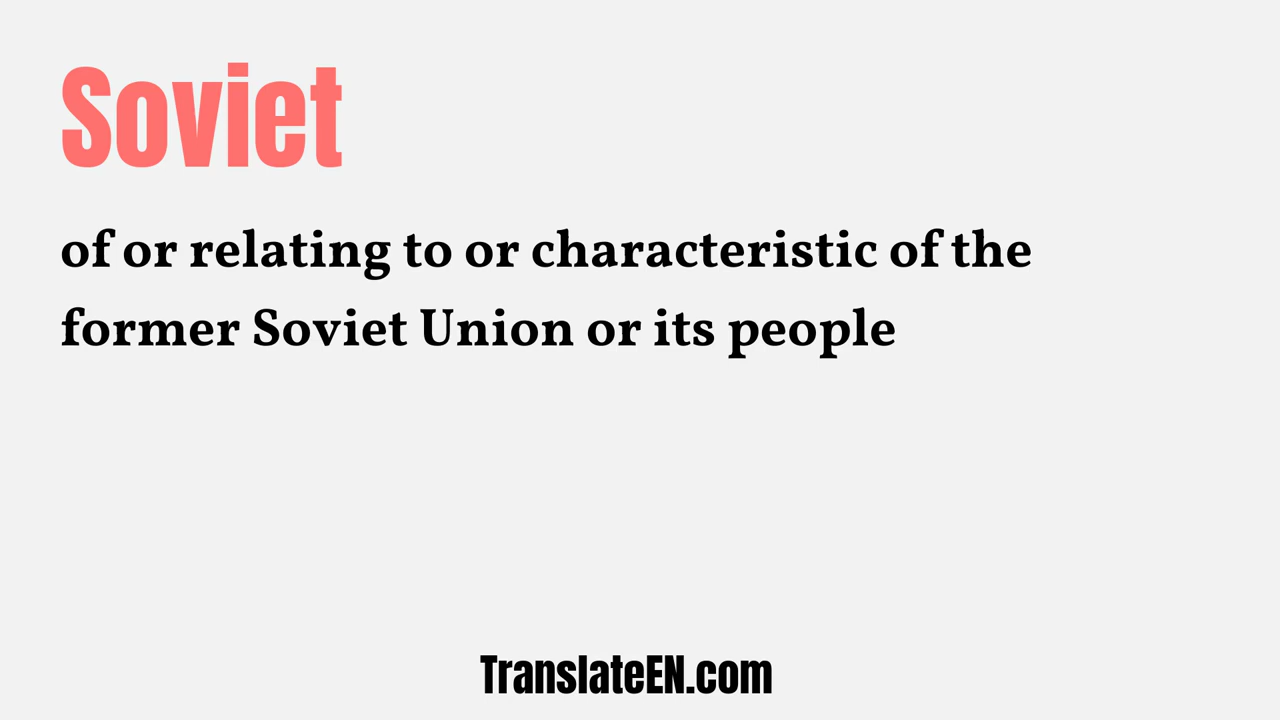 Soviet
of or relating to or characteristic of the
former Soviet Union or its people
TranslateEN.com